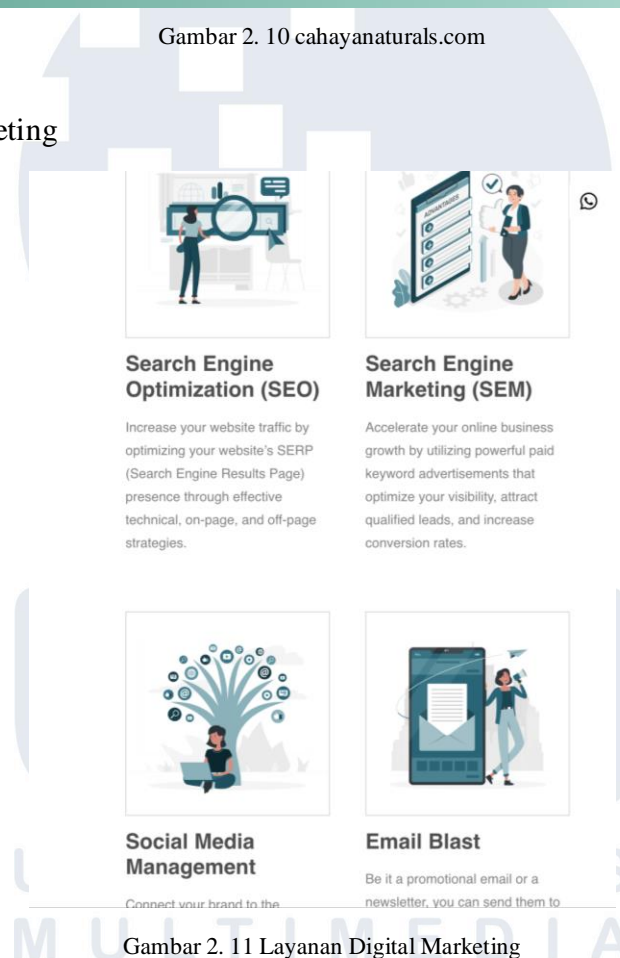 Gambar 2. 10 cahayanaturals.com
eting
ADVANTAGES
Search Engine
Optimization (SEO)
Increase your website traffic by
optimizing your website's SERP
(Search Engine Results Page)
presence through effective
technical, on-page, and off-page
strategies.
Search Engine
Marketing (SEM)
Accelerate your online business
growth by utilizing powerful paid
keyword advertisements that
optimize your visibility, attract
qualified leads, and increase
conversion rates.
Social Media
Management
Connect your brand to the
Email Blast
Be it a promotional email or a
newsletter, you can send them to
MULTIMEDIA
Gambar 2. 11 Layanan Digital Marketing